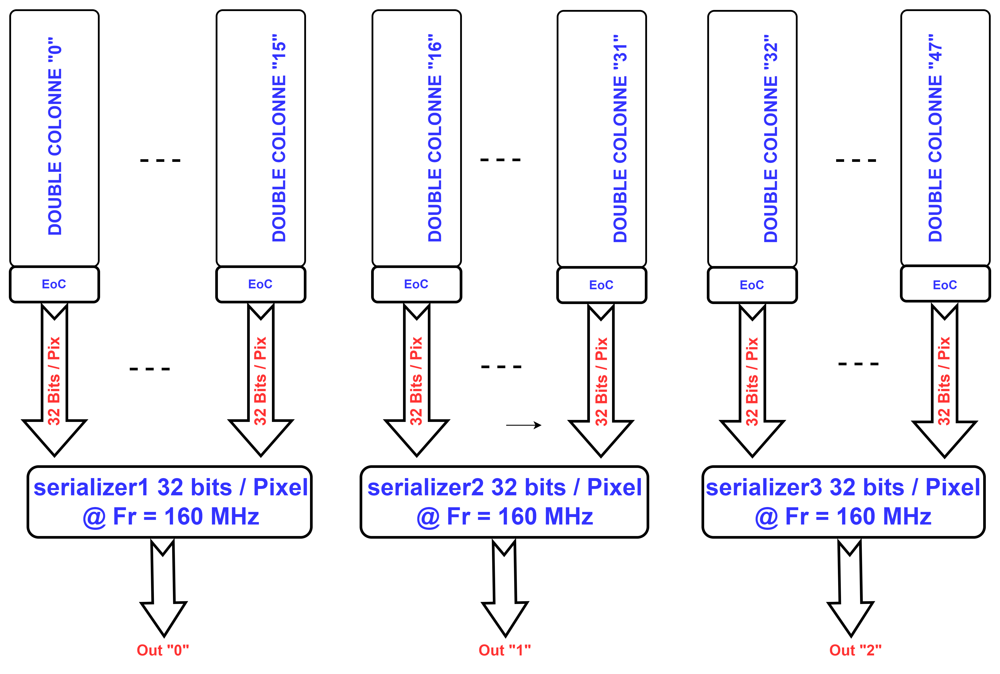 DOUBLE COLONNE "0"
DOUBLE COLONNE "15"
DOUBLE COLONNE "16"
DOUBLE COLONNE "31"
DOUBLE COLONNE "32"
DOUBLE COLONNE "47"
EoC
EoC
EoC
EoC
EoC
EoC
32 Bits / Pix
32 Bits / Pix
32 Bits / Pix
32 Bits / Pix
32 Bits / Pix
32 Bits / Pix
serializer1 32 bits / Pixel
@ Fr = 160 MHz
serializer2 32 bits / Pixel
@ Fr = 160 MHz
serializer3 32 bits / Pixel
@ Fr = 160 MHz
Out "0"
Out "1"
Out "2"